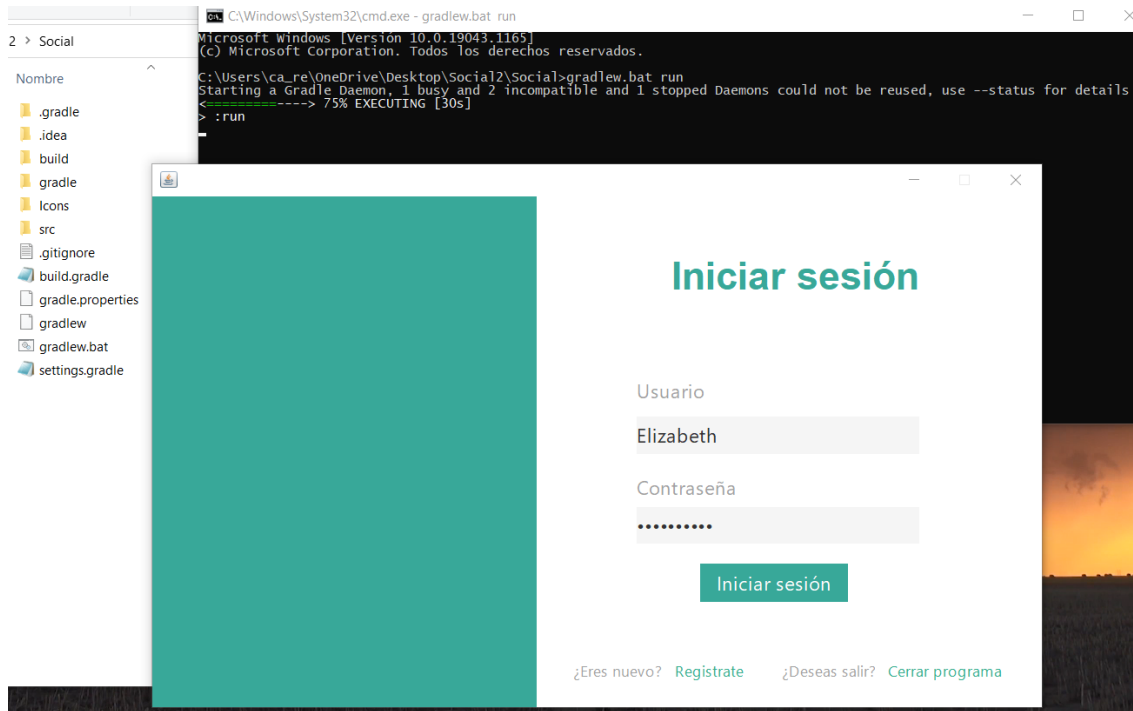 C:\Windows\System32\cmd.exe - gradlew.bat run
2 > Social
Microsoft Windows [Versión 10.0.19043.1165]
(c) Microsoft Corporation. Todos los derechos reservados.
Nombre
C:\Users\ca_re\OneDrive\Desktop\Social2\Social>gradlew.bat run
Starting a Gradle Daemon, 1 busy and 2 incompatible and 1 stopped Daemons could not be reused, use --status for details
<=========----> 75% EXECUTING [30s]
> :run
.gradle
.idea
build
gradle
Icons
src
.gitignore
build.gradle
gradle.properties
gradlew
gradlew.bat
settings.gradle
Iniciar sesión
Usuario
Elizabeth
Contraseña
••••••••••
Iniciar sesión
¿Eres nuevo? Registrate ¿Deseas salir? Cerrar programa